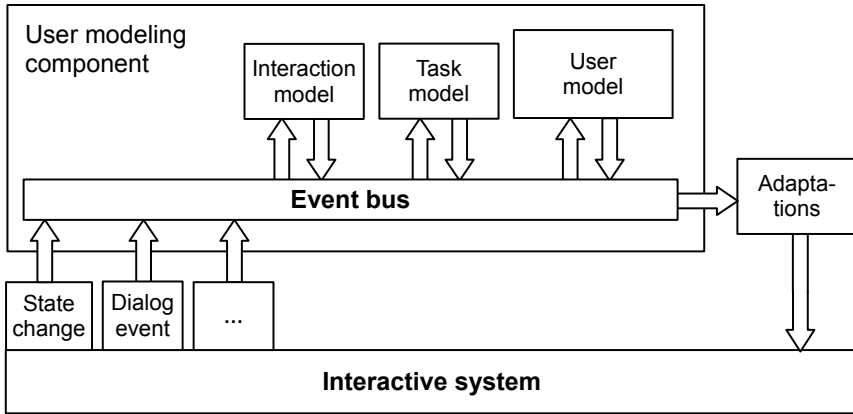 User modeling
component
Interaction
model
Task
model
User
model
Event bus
Adapta-
tions
State
change
Dialog
event
...
Interactive system